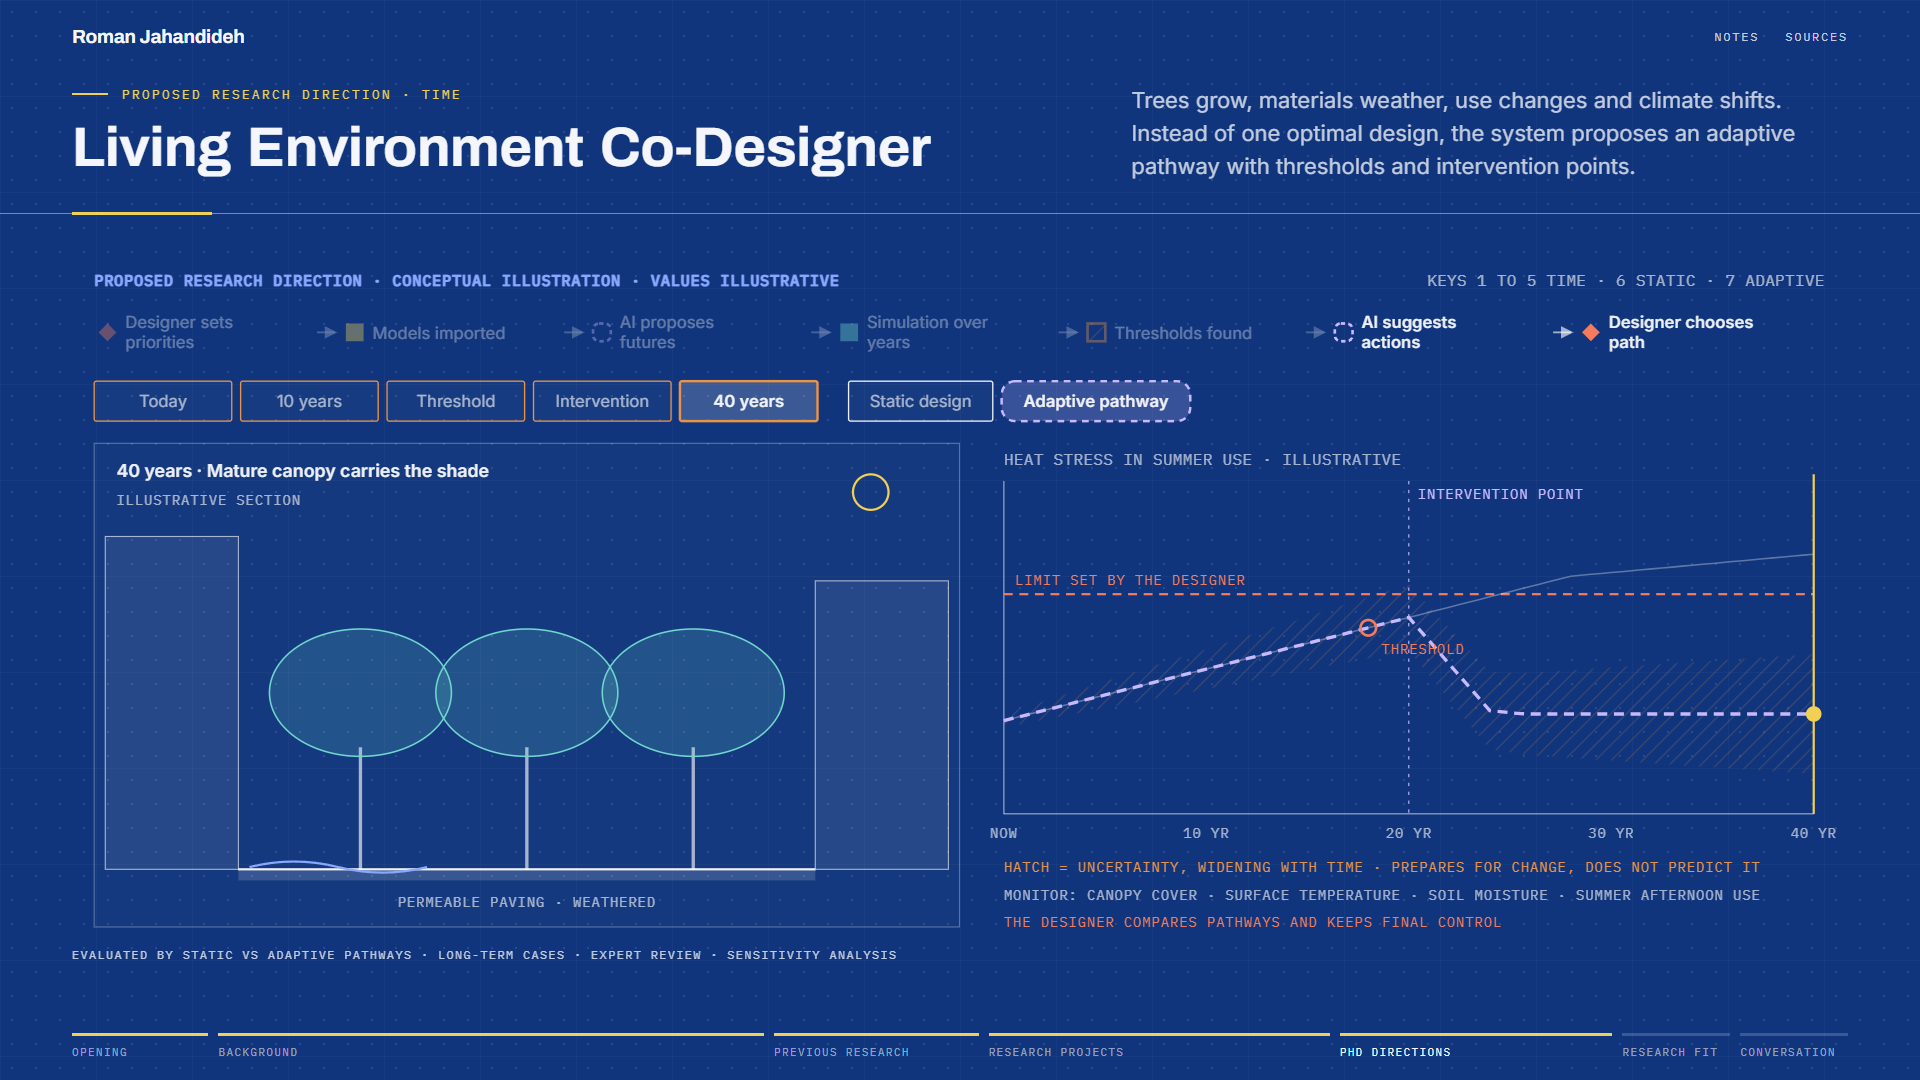 Roman Jahandideh
NOTES
SOURCES
PROPOSED RESEARCH DIRECTION · TIME
Living Environment Co-Designer
Trees grow, materials weather, use changes and climate shifts.
Instead of one optimal design, the system proposes an adaptive
pathway with thresholds and intervention points.
PROPOSED RESEARCH DIRECTION · CONCEPTUAL ILLUSTRATION · VALUES ILLUSTRATIVE
KEYS 1 TO 5 TIME · 6 STATIC · 7 ADAPTIVE
Designer sets
priorities
Models imported
AI proposes
futures
Simulation over
years
Thresholds found
AI suggests
actions
Designer chooses
path
Today
10 years
Threshold
Intervention
40 years
Static design
Adaptive pathway
40 years · Mature canopy carries the shade
ILLUSTRATIVE SECTION
PERMEABLE PAVING · WEATHERED
HEAT STRESS IN SUMMER USE · ILLUSTRATIVE
INTERVENTION POINT
LIMIT SET BY THE DESIGNER
THRESHOLD
NOW
10 YR
20 YR
30 YR
40 YR
HATCH = UNCERTAINTY, WIDENING WITH TIME · PREPARES FOR CHANGE, DOES NOT PREDICT IT
MONITOR: CANOPY COVER · SURFACE TEMPERATURE · SOIL MOISTURE · SUMMER AFTERNOON USE
THE DESIGNER COMPARES PATHWAYS AND KEEPS FINAL CONTROL
EVALUATED BY STATIC VS ADAPTIVE PATHWAYS · LONG-TERM CASES · EXPERT REVIEW · SENSITIVITY ANALYSIS
OPENING
BACKGROUND
PREVIOUS RESEARCH
RESEARCH PROJECTS
PHD DIRECTIONS
RESEARCH FIT
CONVERSATION